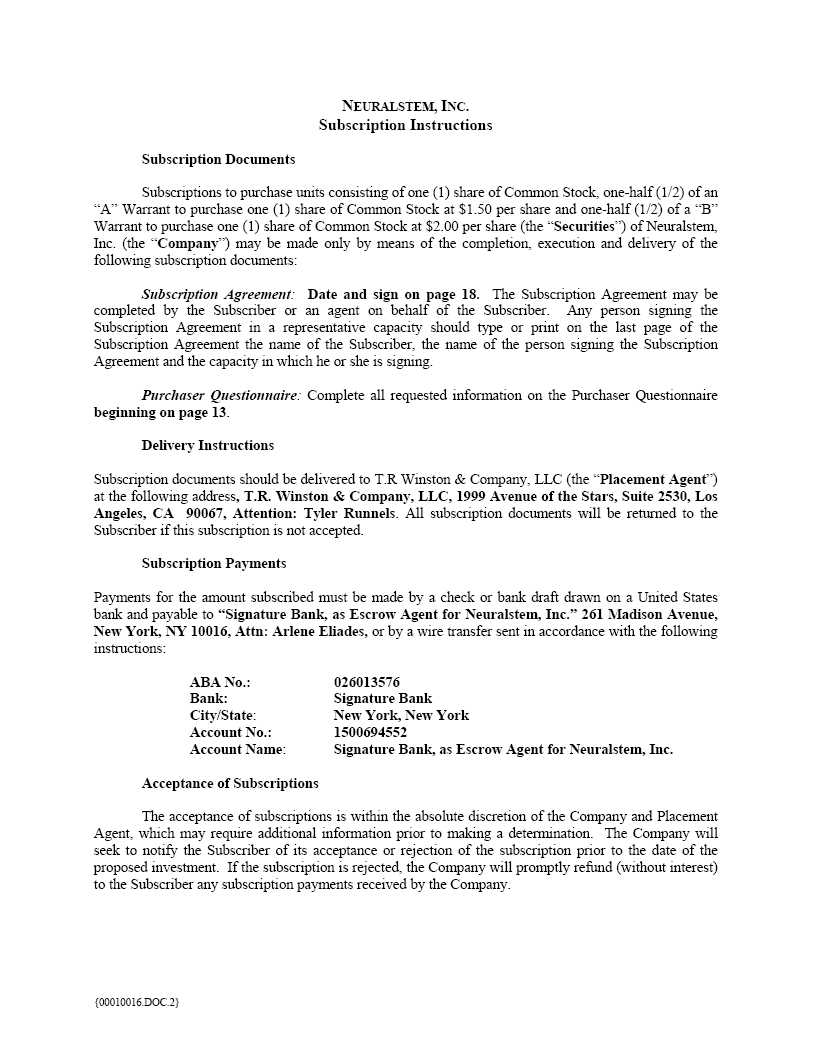 NEURALSTEM, INC.
Subscription Instructions
Subscription Documents
Subscriptions to purchase units consisting of one (1) share of Common Stock, one-half (1/2) of an
“A” Warrant to purchase one (1) share of Common Stock at $1.50 per share and one-half (1/2) of a “B”
Warrant to purchase one (1) share of Common Stock at $2.00 per share (the “Securities”) of Neuralstem,
Inc. (the “Company”) may be made only by means of the completion, execution and delivery of the
following subscription documents:
Subscription Agreement: Date and sign on page 18. The Subscription Agreement may be
completed by the Subscriber or an agent on behalf of the Subscriber. Any person signing the
Subscription Agreement in a representative capacity should type or print on the last page of the
Subscription Agreement the name of the Subscriber, the name of the person signing the Subscription
Agreement and the capacity in which he or she is signing.
Purchaser Questionnaire: Complete all requested information on the Purchaser Questionnaire
beginning on page 13.
Delivery Instructions
Subscription documents should be delivered to T.R Winston & Company, LLC (the “Placement Agent”)
at the following address, T.R. Winston & Company, LLC, 1999 Avenue of the Stars, Suite 2530, Los
Angeles, CA 90067, Attention: Tyler Runnels. All subscription documents will be returned to the
Subscriber if this subscription is not accepted.
Subscription Payments
Payments for the amount subscribed must be made by a check or bank draft drawn on a United States
bank and payable to “Signature Bank, as Escrow Agent for Neuralstem, Inc.” 261 Madison Avenue,
New York, NY 10016, Attn: Arlene Eliades, or by a wire transfer sent in accordance with the following
instructions:
ABA No.: 026013576
Bank: Signature Bank
City/State: New York, New York
Account No.: 1500694552
Account Name: Signature Bank, as Escrow Agent for Neuralstem, Inc.
Acceptance of Subscriptions
The acceptance of subscriptions is within the absolute discretion of the Company and Placement
Agent, which may require additional information prior to making a determination. The Company will
seek to notify the Subscriber of its acceptance or rejection of the subscription prior to the date of the
proposed investment. If the subscription is rejected, the Company will promptly refund (without interest)
to the Subscriber any subscription payments received by the Company.
{00010016.DOC.2}